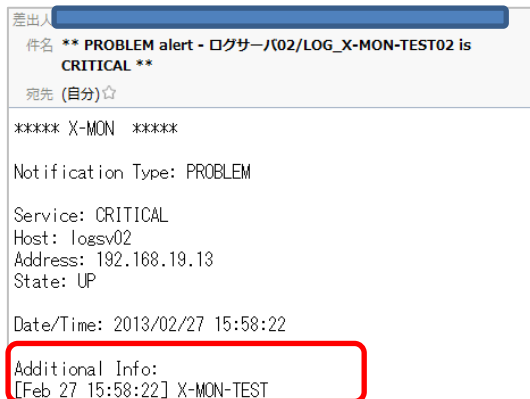 差出人
件名 ** PROBLEM alert - ログサーバ02/LOG_X-MON-TEST02 is
CRITICAL **
宛先 (自分)☆
***** X-MON *****
Notification Type: PROBLEM
Service: CRITICAL
Host: logsv02
Address: 192.168.19.13
State: UP
Date/Time: 2013/02/27 15:58:22
Additional Info:
[Feb 27 15:58:22] X-MON-TEST